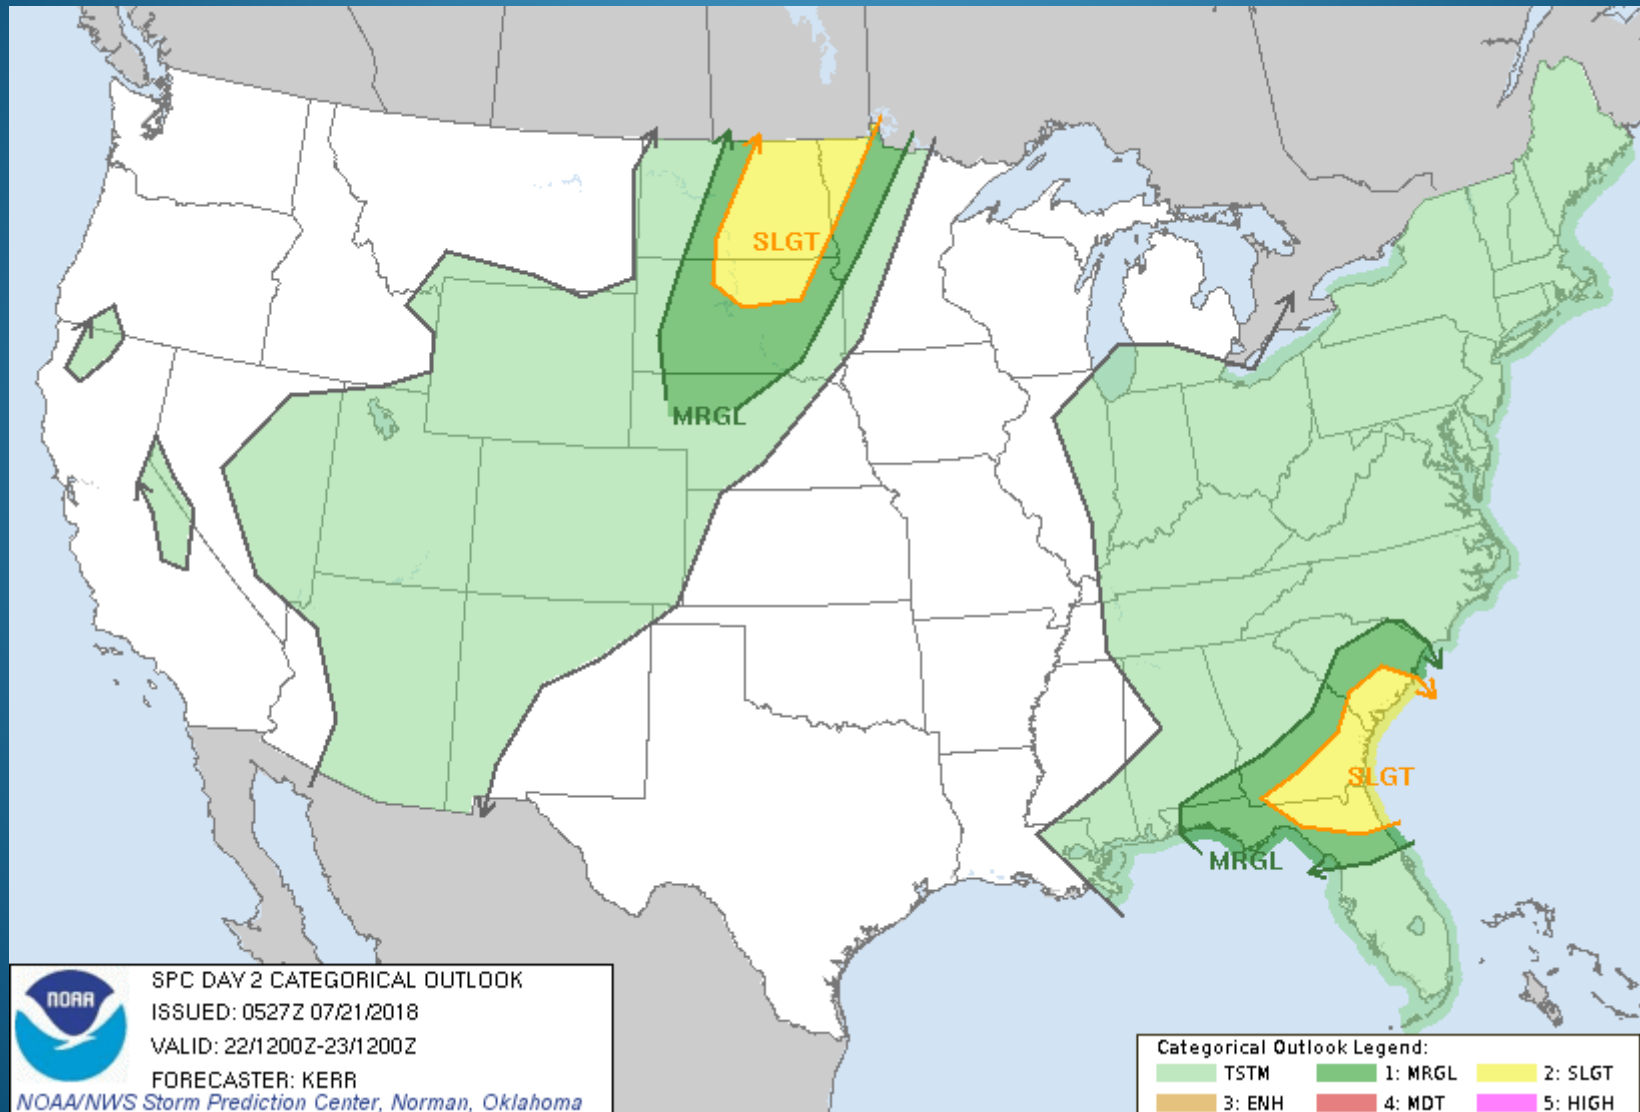 SLGT
MRGL
SLGT
MRGL
NOAA
SPC DAY 2 CATEGORICAL OUTLOOK
ISSUED: 0527Z 07/21/2018
VALID: 22/1200Z-23/1200Z
FORECASTER: KERR
NOAA/NWS Storm Prediction Center, Norman, Oklahoma
Categorical Outlook Legend:
TSTM 1: MRGL 2: SLGT
3: ENH 4: MDT 5: HIGH